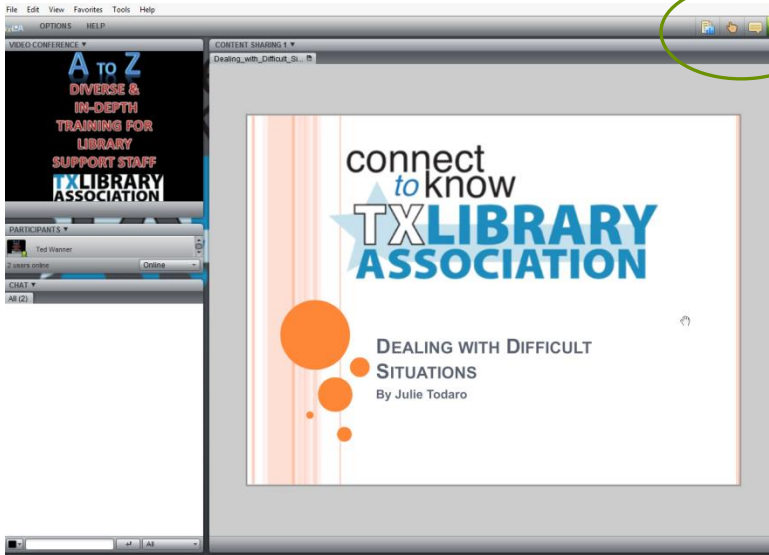 File Edit View Favorites Tools Help
OPTIONS HELP
VIDEO CONFERENCE ▼
A TO Z
DIVERSE &
IN-DEPTH
TRAINING FOR
LIBRARY
SUPPORT STAFF
TXLIBRARY
ASSOCIATION
PARTICIPANTS ▼
Ted Wanner
2 users online Online
CHAT ▼
All (2)
All
CONTENT SHARING 1 ▼
Dealing_with_Difficult_Si...
connect
to know
TXLIBRARY
ASSOCIATION
DEALING WITH DIFFICULT
SITUATIONS
By Julie Todaro